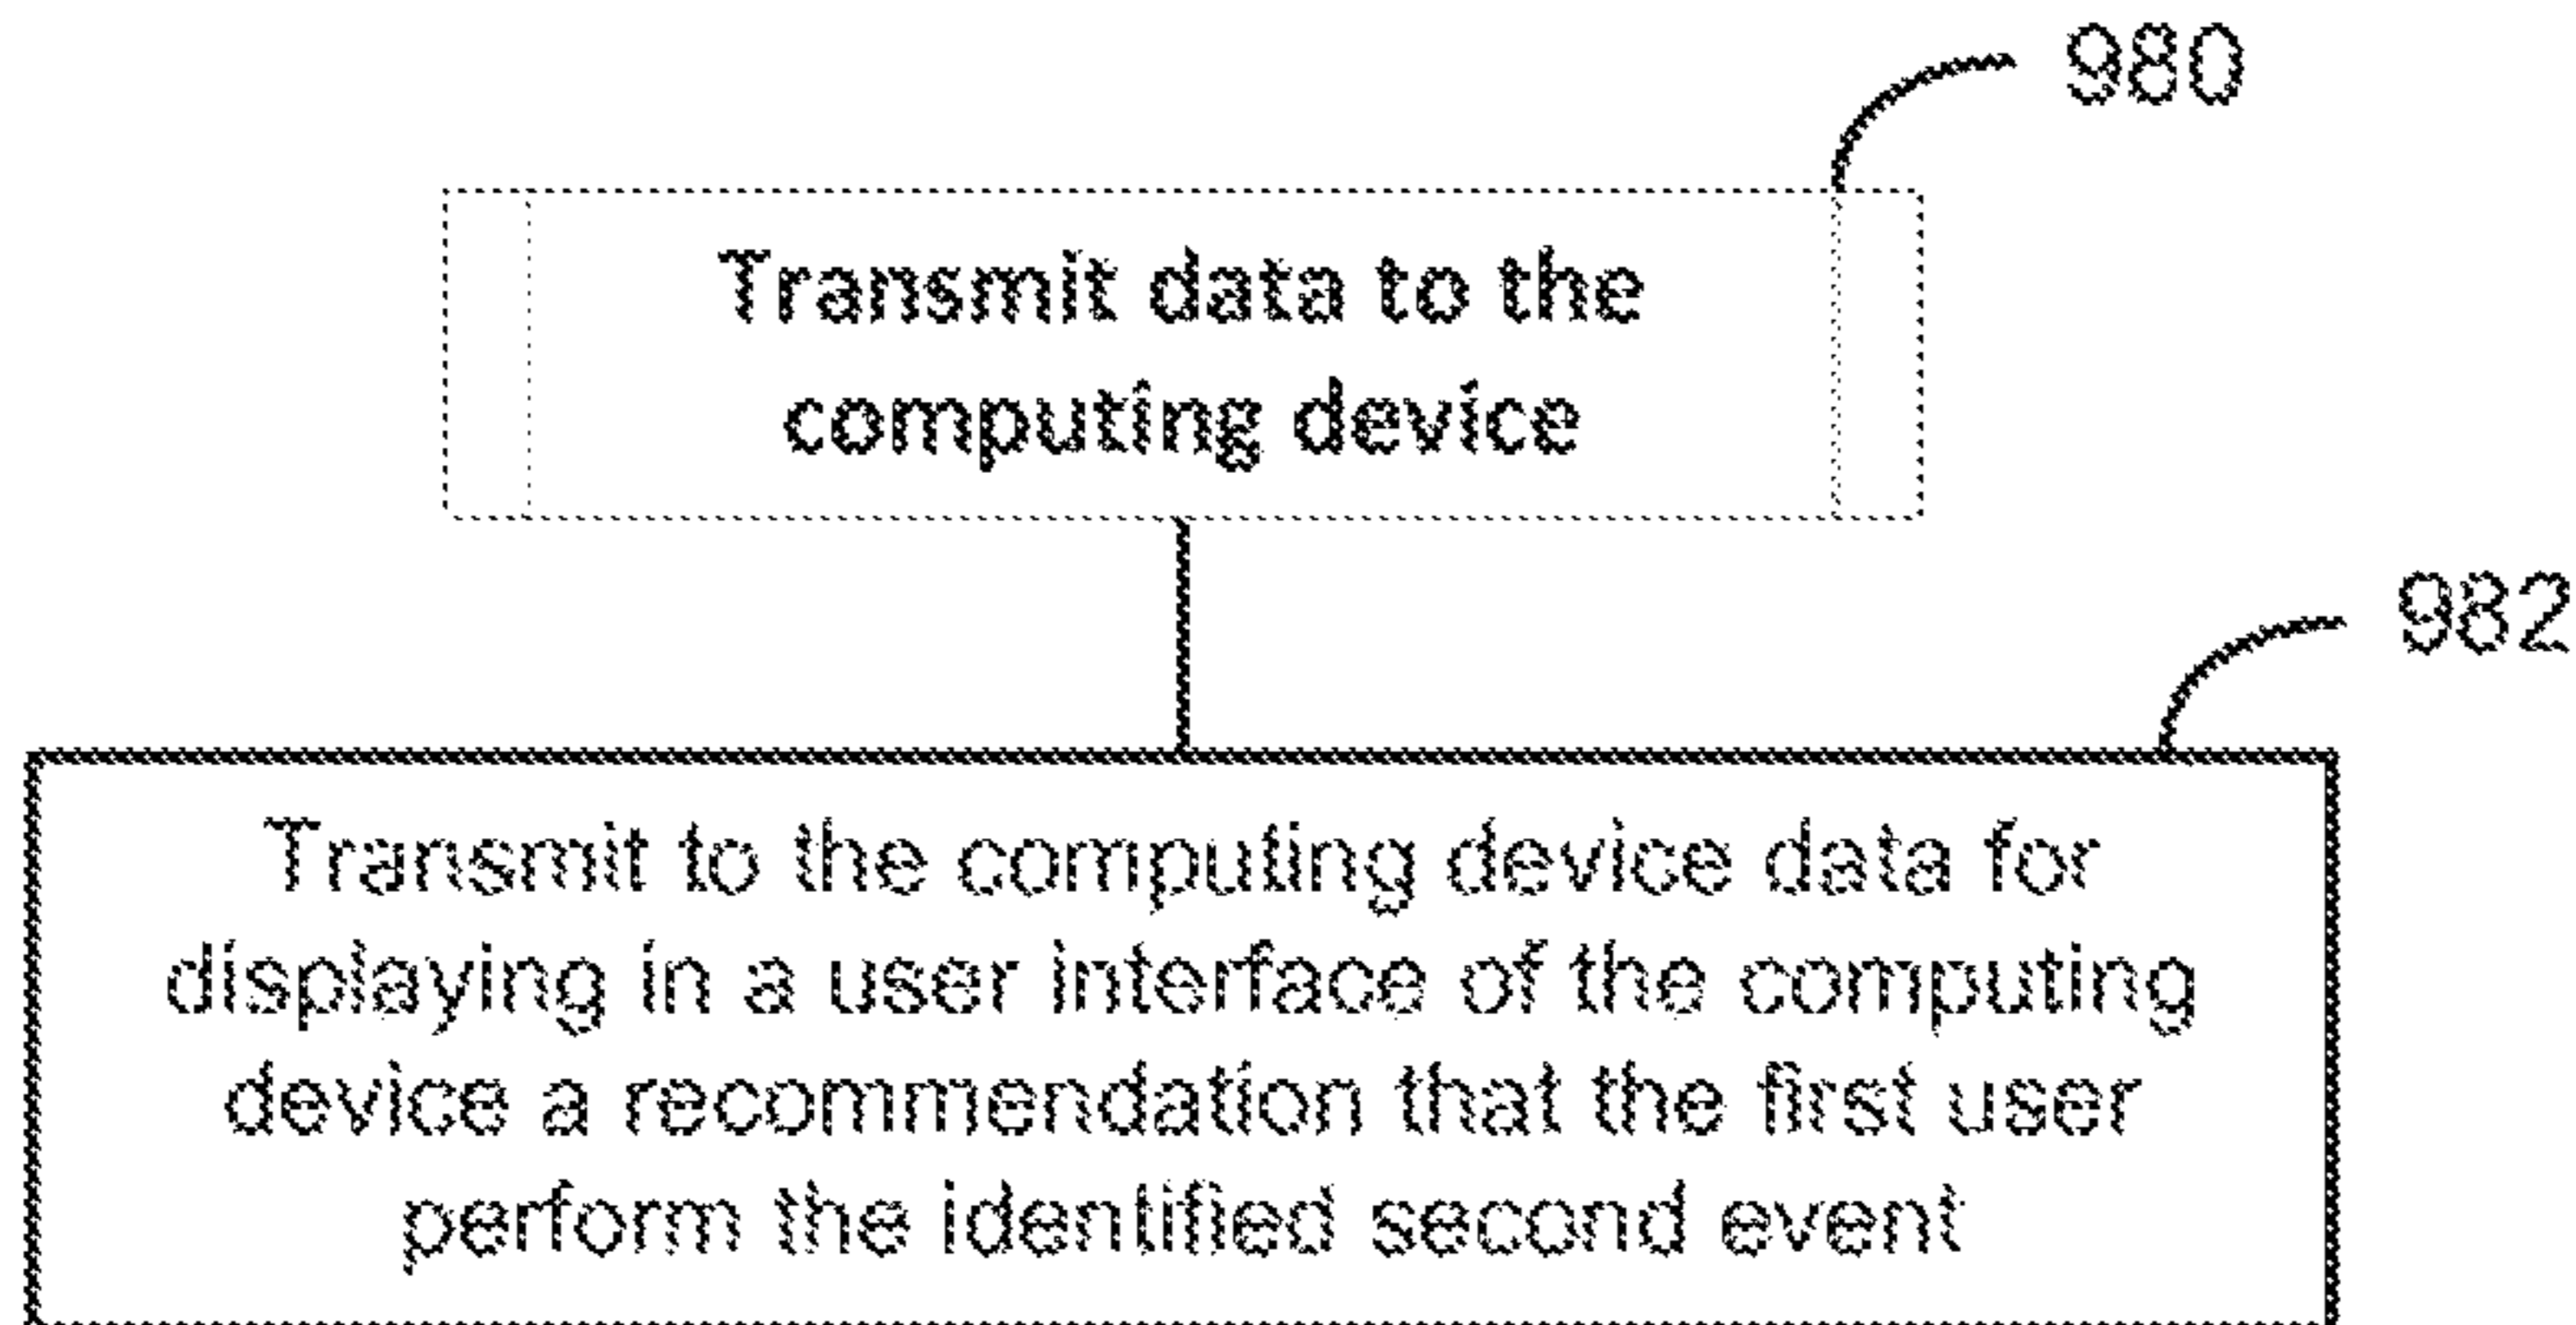 980
Transmit data to the
computing device
982
Transmit to the computing device data for
displaying in a user interface of the computing
device a recommendation that the first user
perform the identified second event